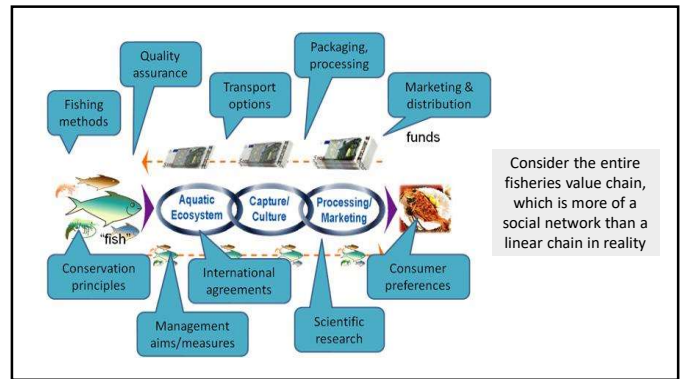 Quality
assurance
Packaging,
processing
Fishing
methods
Transport
options
Marketing &
distribution
funds
Aquatic
Ecosystem
Capture/
Culture
Processing/
Marketing
"fish"
Conservation
principles
International
agreements
Consumer
preferences
Management
aims/measures
Scientific
research
Consider the entire
fisheries value chain,
which is more of a
social network than a
linear chain in reality